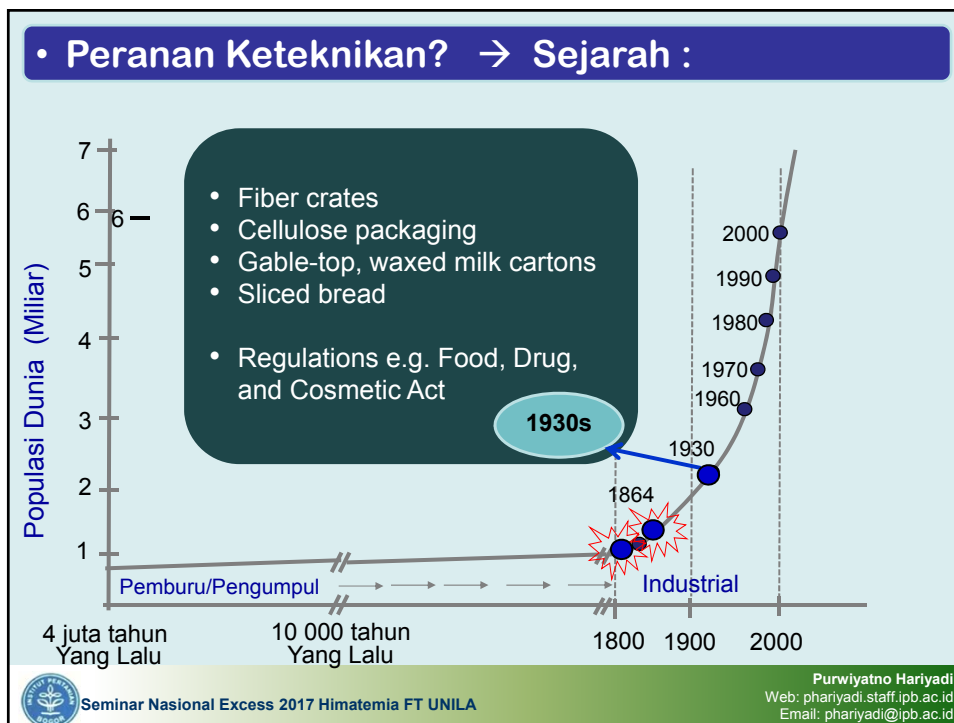 • Peranan Keteknikan? → Sejarah :
• Fiber crates
• Cellulose packaging
• Gable-top, waxed milk cartons
• Sliced bread
• Regulations e.g. Food, Drug,
and Cosmetic Act
1930s
Populasi Dunia (Miliar)
7
6
6
5
4
3
2
1
2000
1990
1980
1970
1960
1930
1864
Pemburu/Pengumpul
Industrial
4 juta tahun
Yang Lalu
10 000 tahun
Yang Lalu
1800
1900
2000
INSTITUT PERTANIAN
BOGOR
Seminar Nasional Excess 2017 Himatemia FT UNILA
Purwiyatno Hariyadi
Web: phariyadi.staff.ipb.ac.id
Email: phariyadi@ipb.ac.id